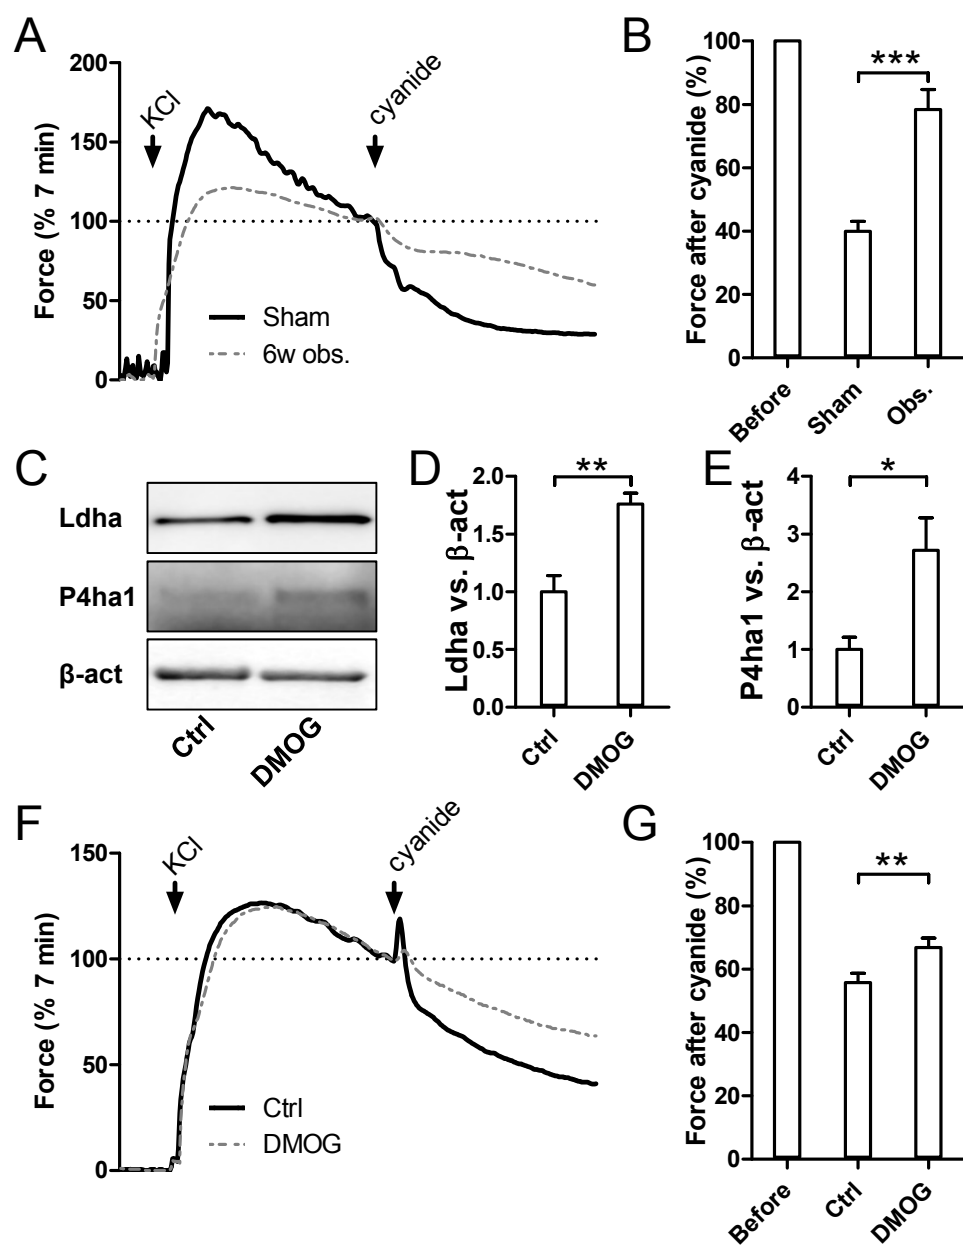 A
Force (% 7 min)
200
150
100
50
0
KCl
cyanide
Sham
6w obs.
B
Force after cyanide (%)
100
80
60
40
20
0
***
Before
Sham
Obs.
C
Ldha
P4ha1
β-act
Ctrl
DMOG
D
Ldha vs. β-act
2.0
1.5
1.0
0.5
0.0
**
Ctrl
DMOG
E
P4ha1 vs. β-act
4
3
2
1
0
*
Ctrl
DMOG
F
Force (% 7 min)
150
100
50
0
KCl
cyanide
Ctrl
DMOG
G
Force after cyanide (%)
100
80
60
40
20
0
**
Before
Ctrl
DMOG